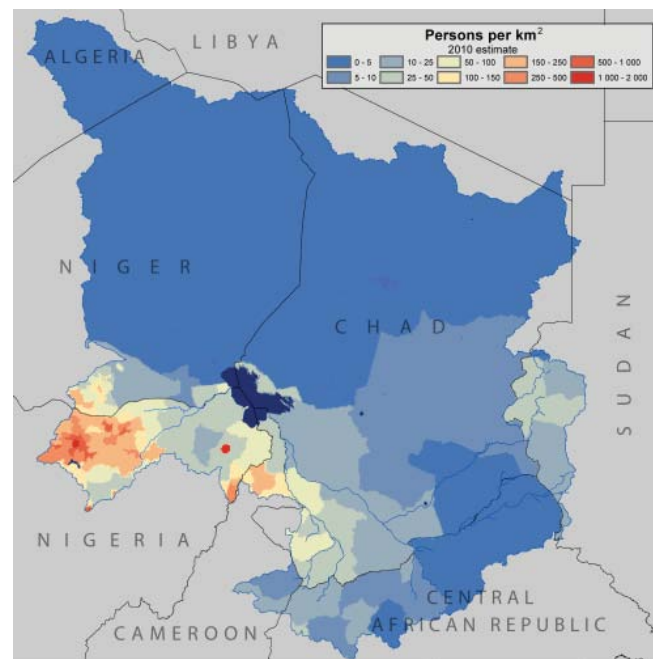 LIBYA
ALGERIA
Persons per km²
2010 estimate
0 - 5 10 - 25 50 - 100 150 - 250 500 - 1 000
5 - 10 25 - 50 100 - 150 250 - 500 1 000 - 2 000
NIGER
CHAD
SUDAN
NIGERIA
CENTRAL
AFRICAN REPUBLIC
CAMEROON